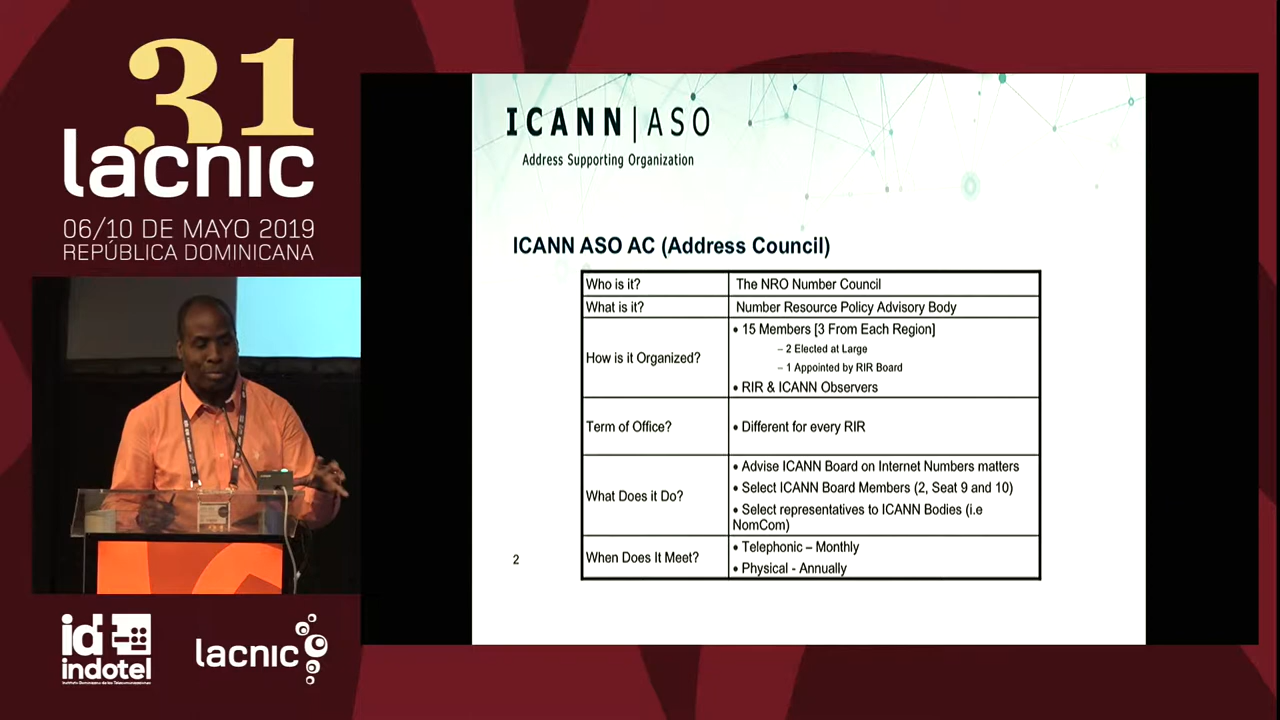 31
lacnic
06/10 DE MAYO 2019
REPÚBLICA DOMINICANA
ICANN|ASO
Address Supporting Organization
ICANN ASO AC (Address Council)
Who is it?
The NRO Number Council
What is it?
Number Resource Policy Advisory Body
How is it Organized?
• 15 Members [3 From Each Region]
– 2 Elected at Large
– 1 Appointed by RIR Board
• RIR & ICANN Observers
Term of Office?
• Different for every RIR
What Does it Do?
• Advise ICANN Board on Internet Numbers matters
• Select ICANN Board Members (2, Seat 9 and 10)
• Select representatives to ICANN Bodies (i.e
NomCom)
When Does It Meet?
• Telephonic – Monthly
• Physical - Annually
2
id
indotel
Instituto Dominicano de las Telecomunicaciones
lacnic